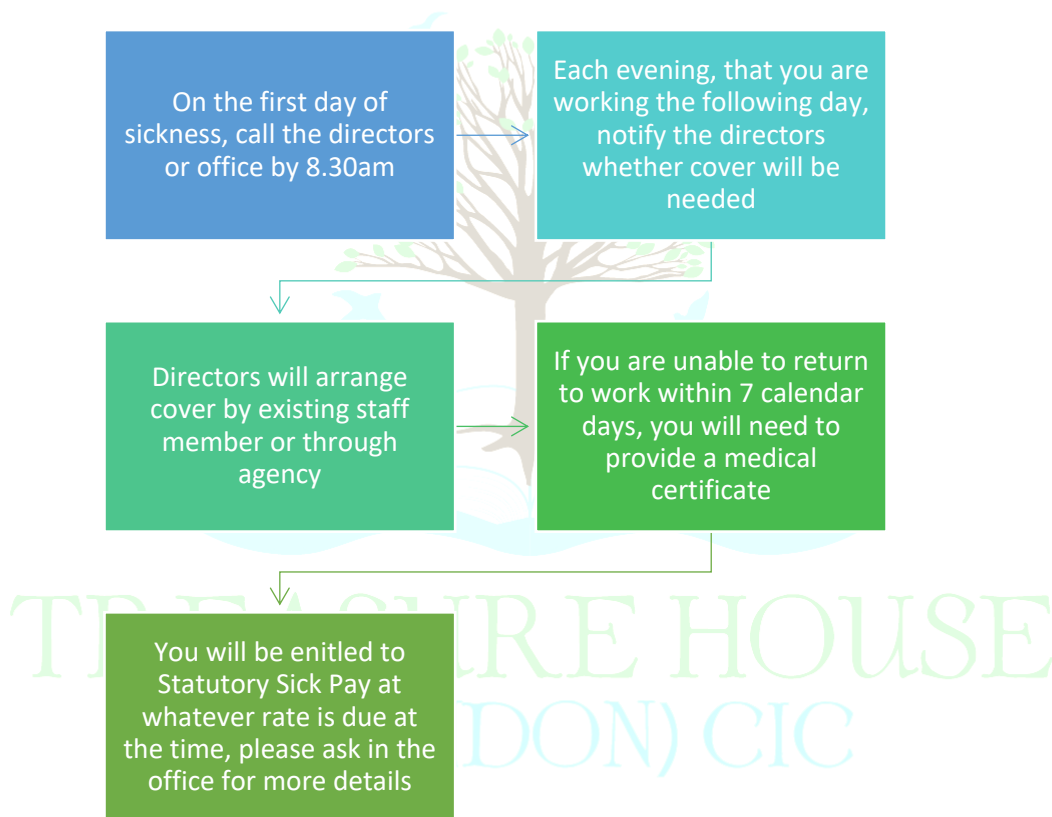 On the first day of
sickness, call the directors
or office by 8.30am
Each evening, that you are
working the following day,
notify the directors
whether cover will be
needed
Directors will arrange
cover by existing staff
member or through
agency
If you are unable to return
to work within 7 calendar
days, you will need to
provide a medical
certificate
You will be enitled to
Statutory Sick Pay at
whatever rate is due at
the time, please ask in the
office for more details
TREASURE HOUSE
CIC